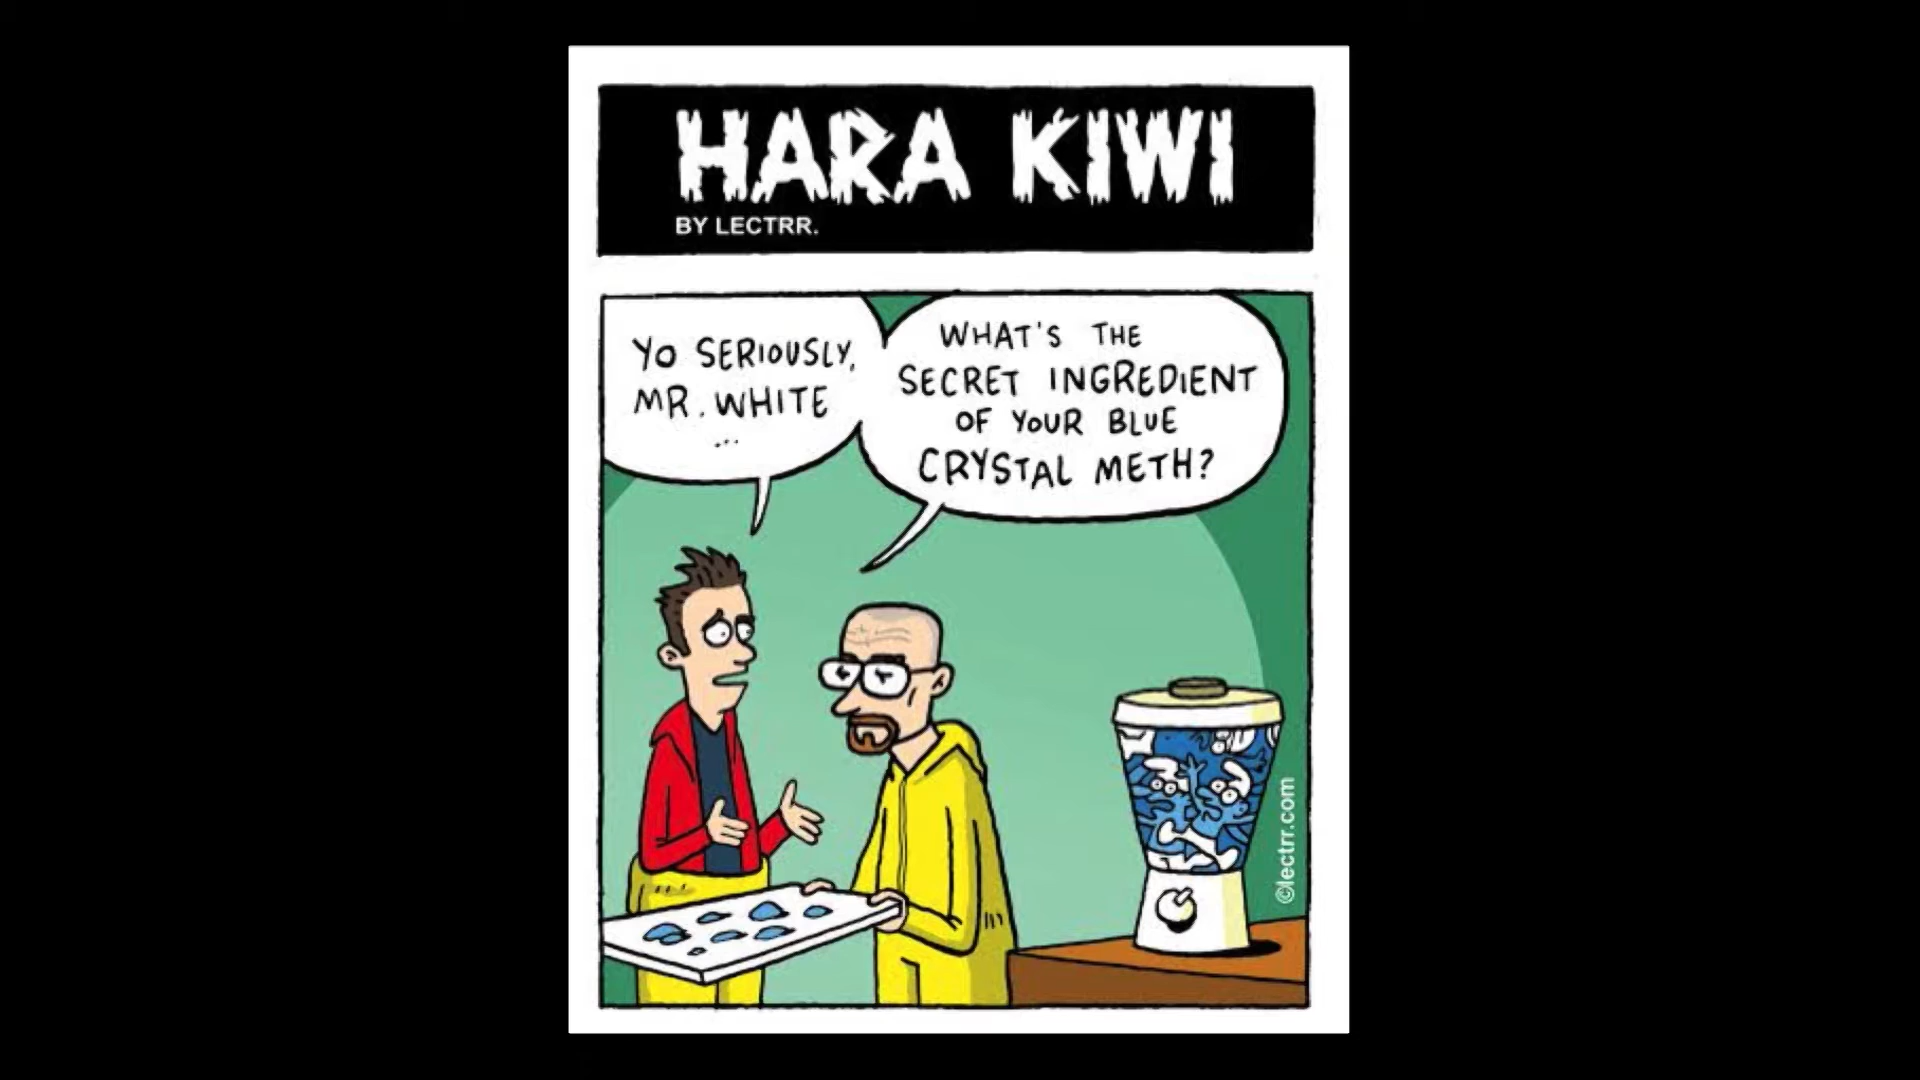 HARA KIWI
BY LECTRR.
YO SERIOUSLY,
MR. WHITE
...
WHAT'S THE
SECRET INGREDIENT
OF YOUR BLUE
CRYSTAL METH?
©lectrr.com